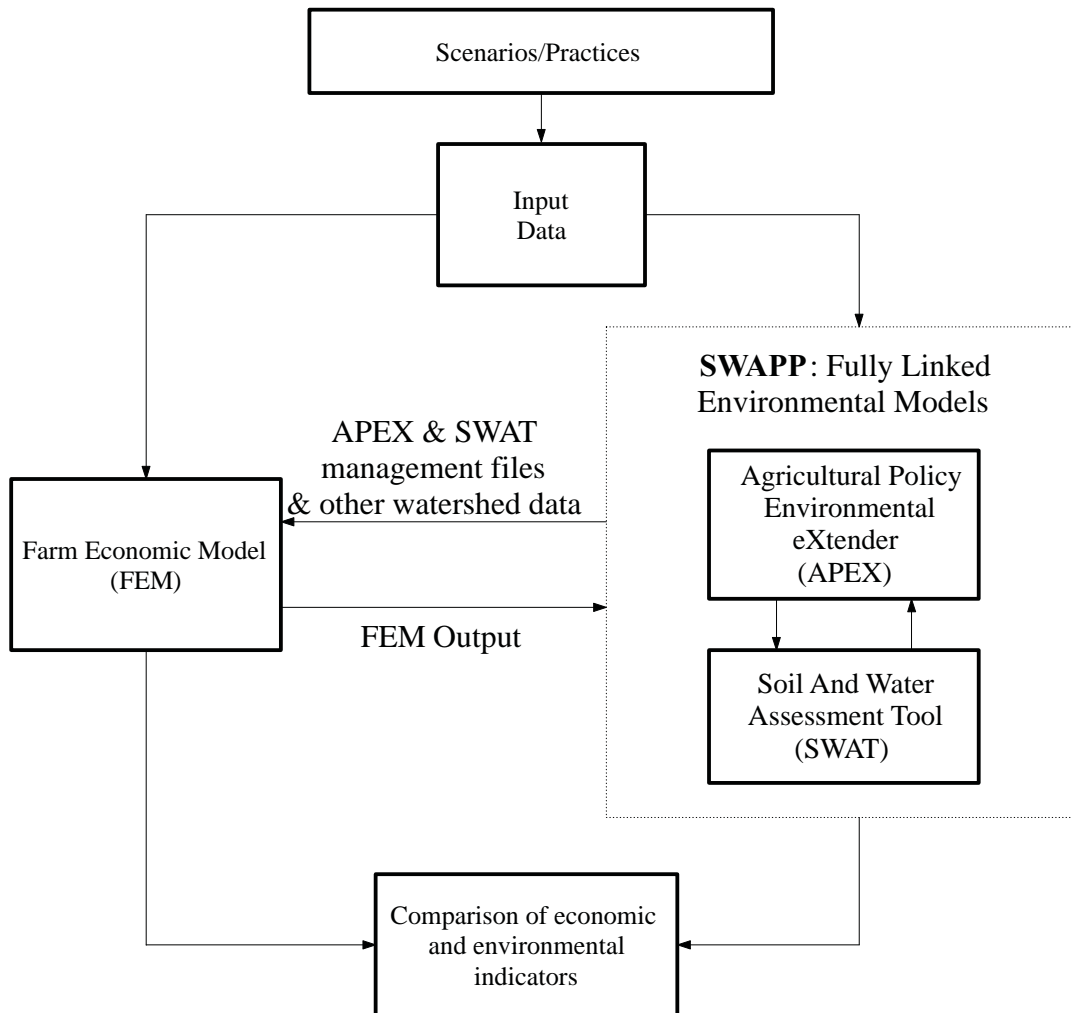 Scenarios/Practices
Input
Data
SWAPP: Fully Linked
Environmental Models
APEX & SWAT
management files
& other watershed data
Agricultural Policy
Environmental
eXtender
(APEX)
Farm Economic Model
(FEM)
FEM Output
Soil And Water
Assessment Tool
(SWAT)
Comparison of economic
and environmental
indicators